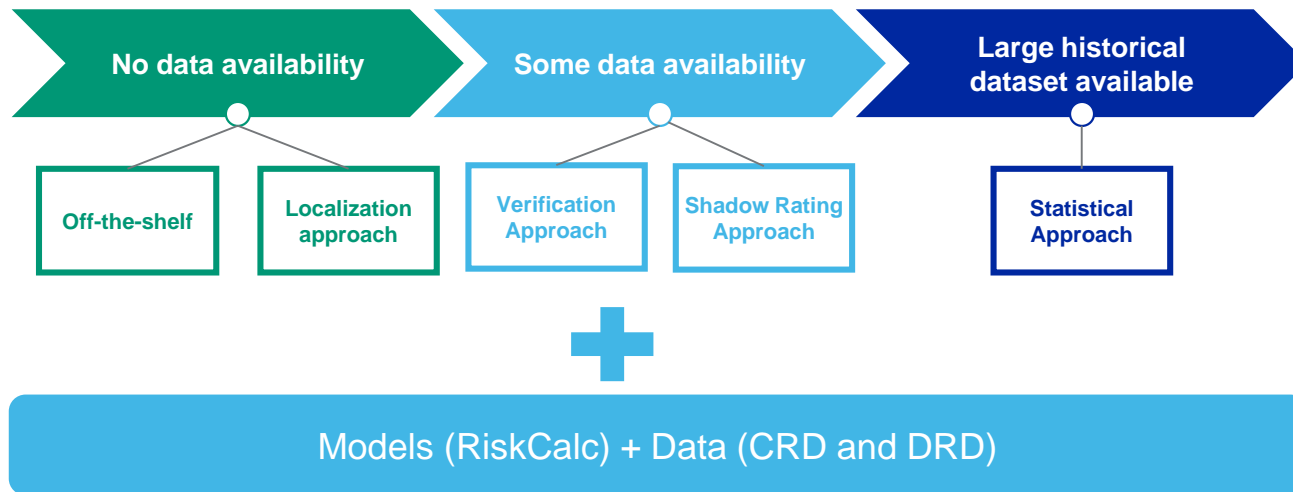 No data availability
Some data availability
Large historical
dataset available
Off-the-shelf
Localization
approach
Verification
Approach
Shadow Rating
Approach
Statistical
Approach
Models (RiskCalc) + Data (CRD and DRD)